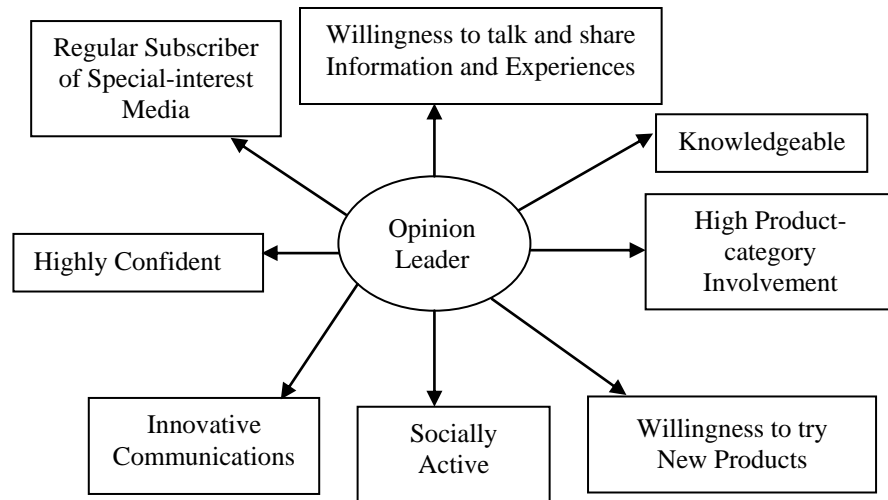 Regular Subscriber
of Special-interest
Media
Willingness to talk and share
Information and Experiences
Knowledgeable
Opinion
Leader
High Product-
category
Involvement
Highly Confident
Innovative
Communications
Socially
Active
Willingness to try
New Products